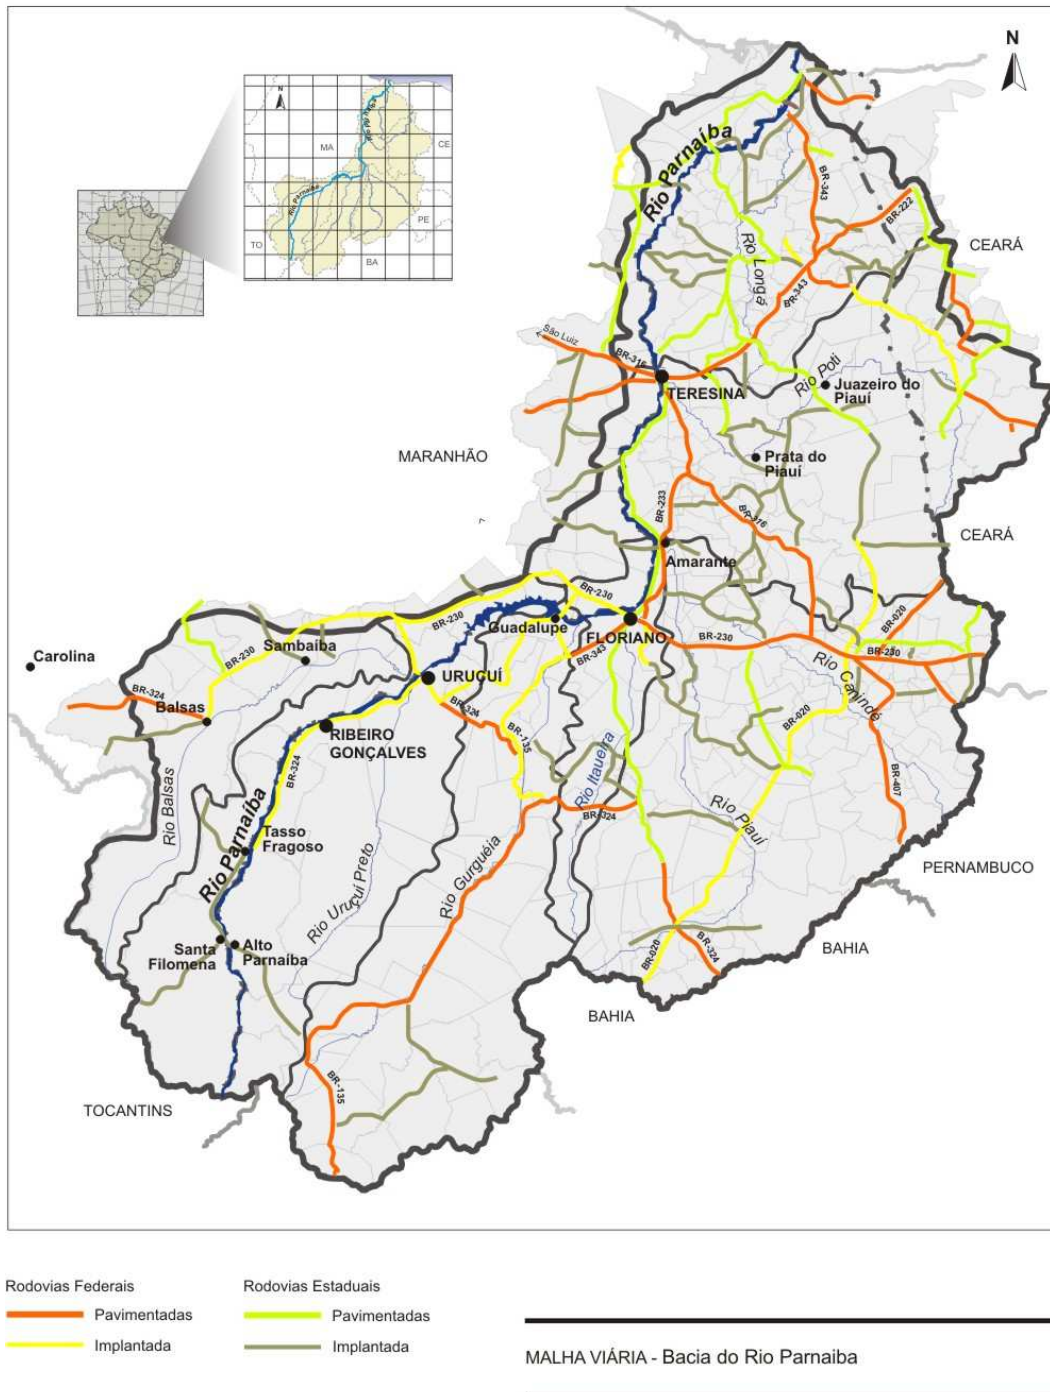 N
N
MA
CE
PE
TO
BA
Rio Parnaíba
Rio Parnaíba
BR-343
BR-222
CEARÁ
Rio Longá
BR-343
São Luiz
BR-316
TERESINA
Rio Poti
Juazeiro do
Piauí
MARANHÃO
Prata do
Piauí
BR-233
BR-316
CEARÁ
Amarante
BR-230
BR-230
Guadalupe
FLORIANO
BR-020
BR-230
BR-230
Carolina
Sambaíba
BR-230
BR-343
Rio Canindé
URUÇUÍ
BR-324
Balsas
BR-324
BR-020
RIBEIRO
GONÇALVES
BR-135
BR-324
Rio Itaueira
Rio Balsas
BR-407
Rio Parnaíba
BR-324
Rio Piauí
Tasso
Fragoso
Rio Gurguéia
PERNAMBUCO
Rio Uruçuí Preto
Santa
Filomena
Alto
Parnaíba
BAHIA
BR-020
BR-324
BAHIA
BR-135
TOCANTINS
Rodovias Federais
Rodovias Estaduais
Pavimentadas
Pavimentadas
Implantada
Implantada
MALHA VIÁRIA - Bacia do Rio Parnaiba